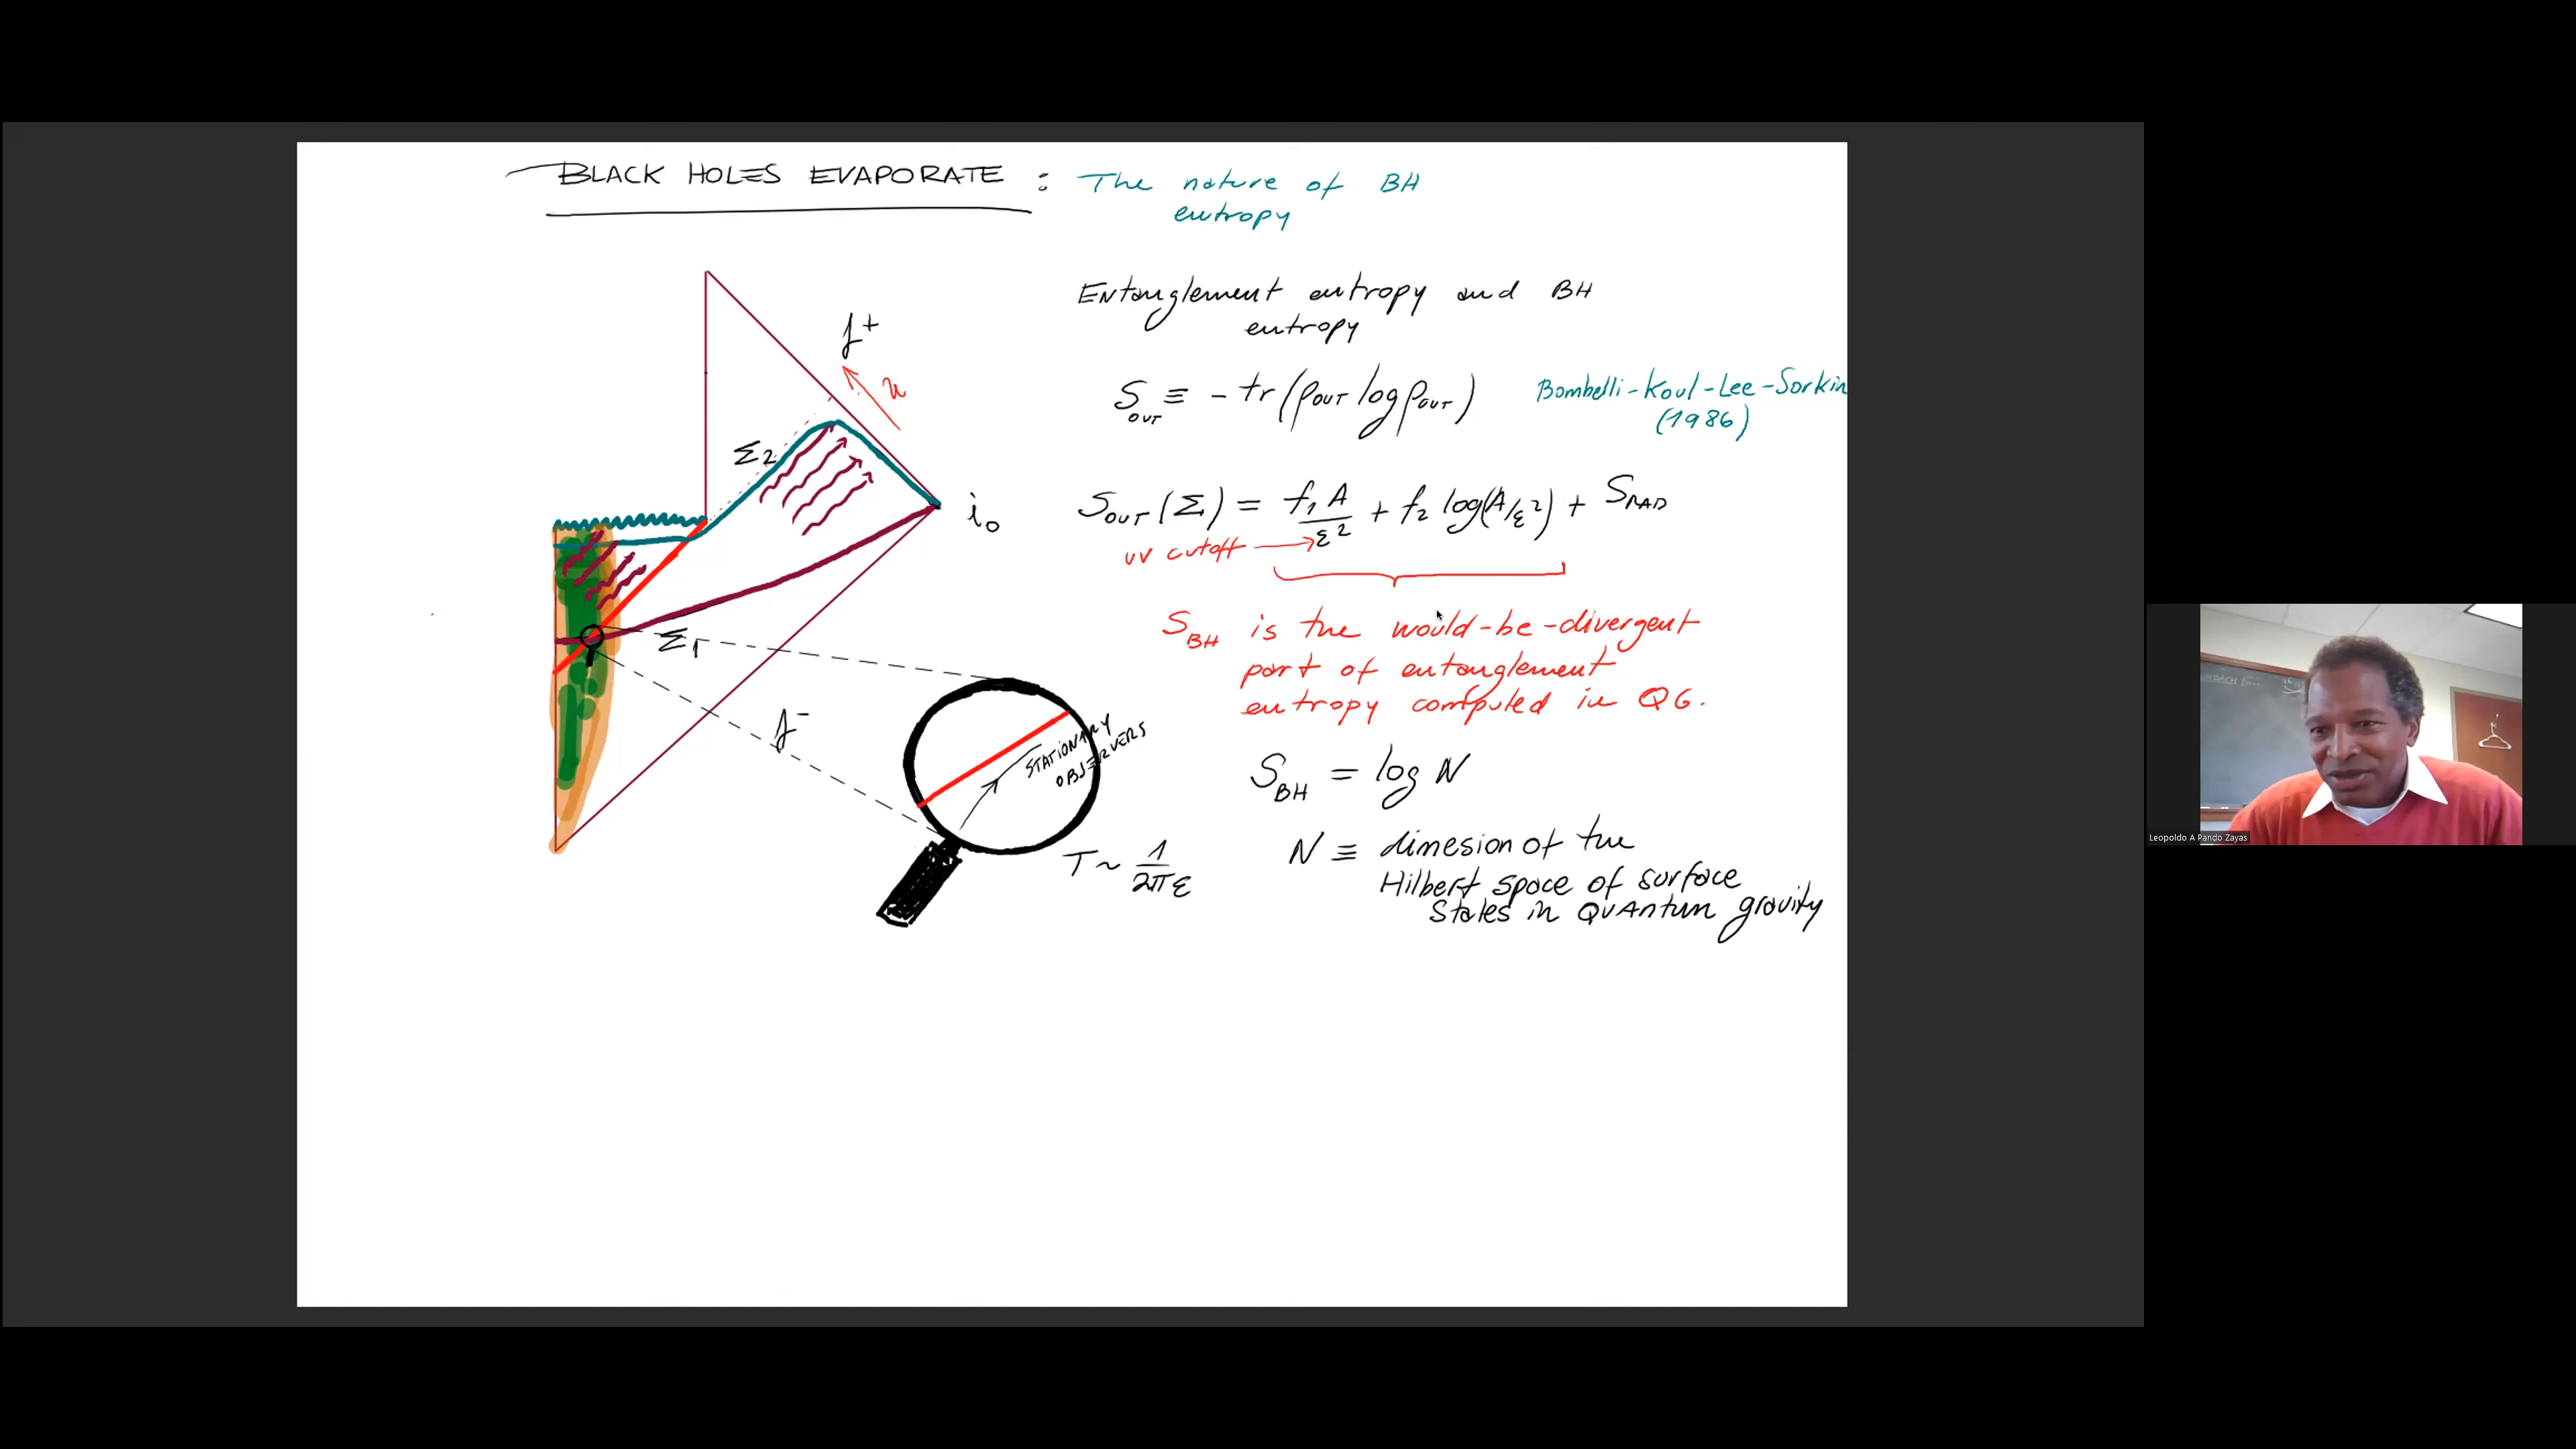 BLACK HOLES EVAPORATE : The nature of BH
entropy
Entanglement entropy and BH
entropy
S_OUT ≡ - tr(ρ_OUT log ρ_OUT)
Bombelli-Koul-Lee-Sorkin
(1986)
S_OUT(Σ) = f₁A/ε² + f₂ log(A/ε²) + S_RAD
UV cutoff
S_BH is the would-be-divergent
part of entanglement
entropy computed in QG.
S_BH = log N
N ≡ dimesion of the
Hilbert space of surface
states in Quantum gravity
𝒥⁺
u
Σ₂
i₀
Σ₁
𝒥⁻
STATIONARY
OBSERVERS
T ~ 1/2πε
Leopoldo A Pando Zayas